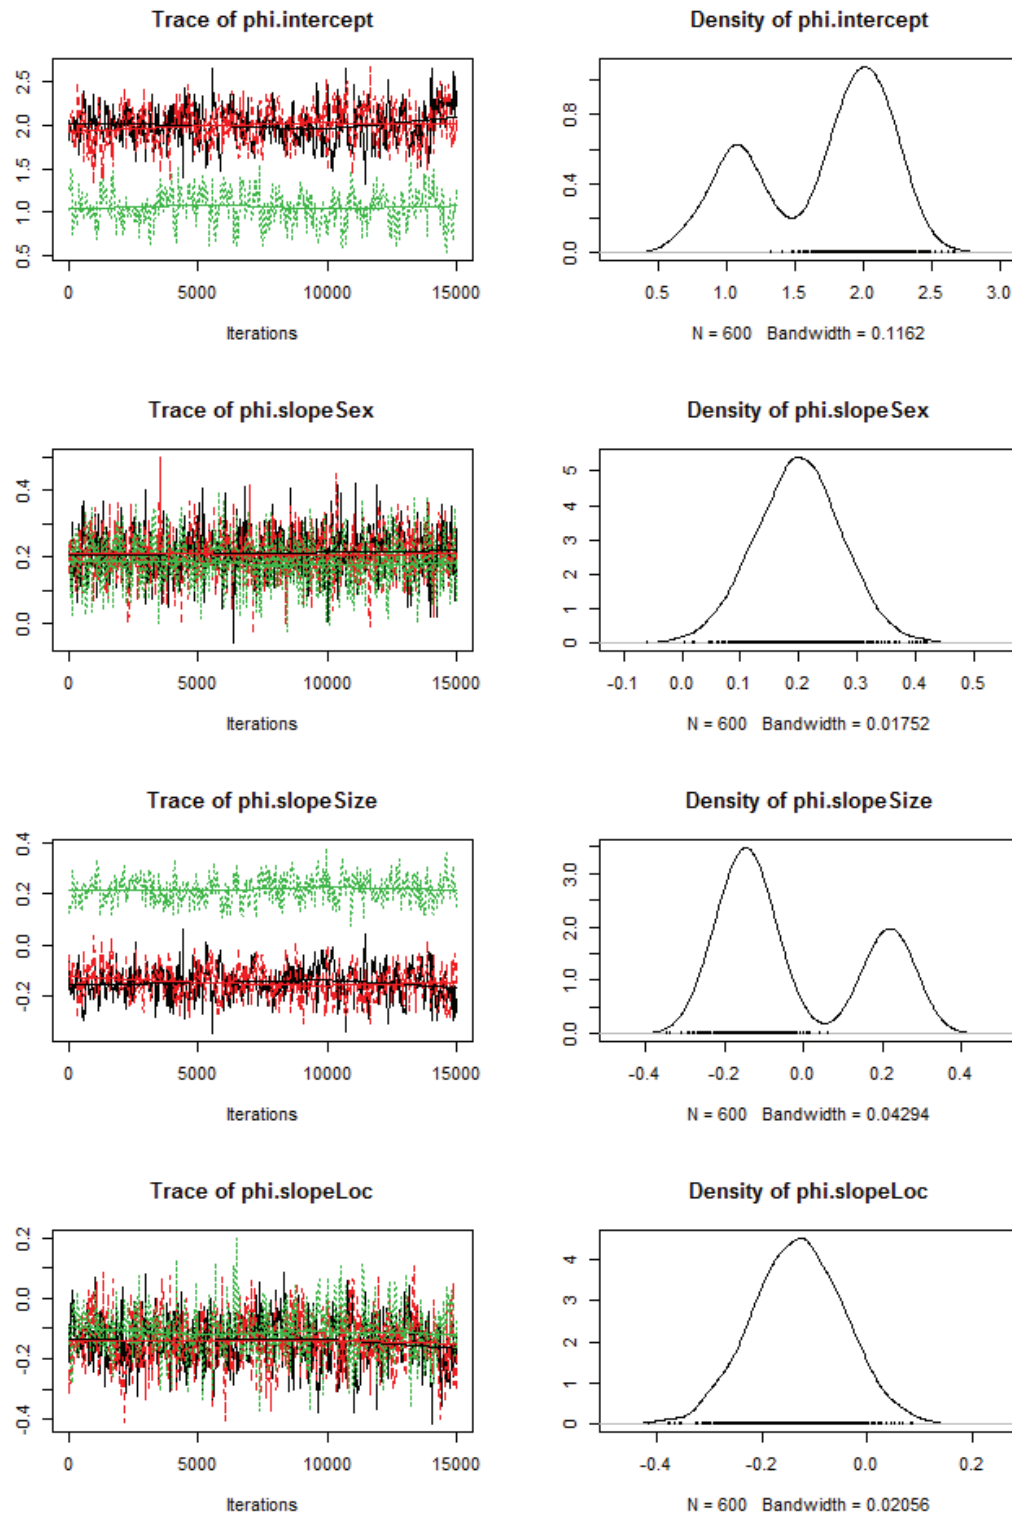 Trace of phi.intercept
Density of phi.intercept
0.5 1.0 1.5 2.0 2.5
0 5000 10000 15000
Iterations
0.0 0.4 0.8
0.5 1.0 1.5 2.0 2.5 3.0
N = 600 Bandwidth = 0.1162
Trace of phi.slopeSex
Density of phi.slopeSex
0.0 0.2 0.4
0 5000 10000 15000
Iterations
0 1 2 3 4 5
-0.1 0.0 0.1 0.2 0.3 0.4 0.5
N = 600 Bandwidth = 0.01752
Trace of phi.slopeSize
Density of phi.slopeSize
-0.2 0.0 0.2 0.4
0 5000 10000 15000
Iterations
0.0 1.0 2.0 3.0
-0.4 -0.2 0.0 0.2 0.4
N = 600 Bandwidth = 0.04294
Trace of phi.slopeLoc
Density of phi.slopeLoc
-0.4 -0.2 0.0 0.2
0 5000 10000 15000
Iterations
0 1 2 3 4
-0.4 -0.2 0.0 0.2
N = 600 Bandwidth = 0.02056